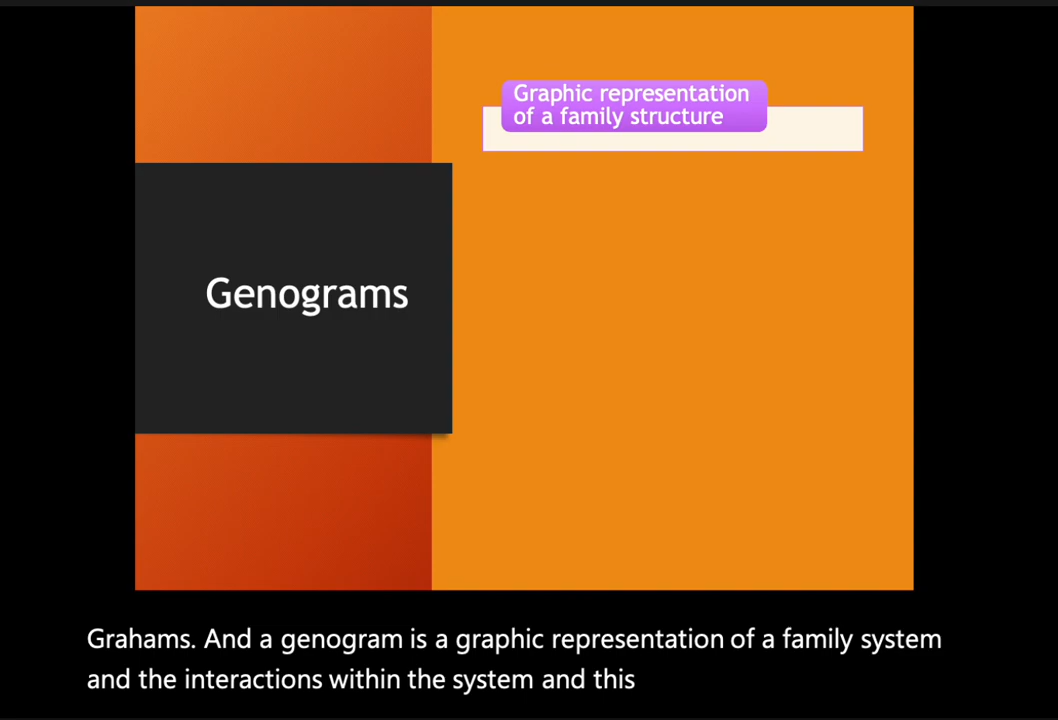 Graphic representation
of a family structure
Genograms
Grahams. And a genogram is a graphic representation of a family system
and the interactions within the system and this